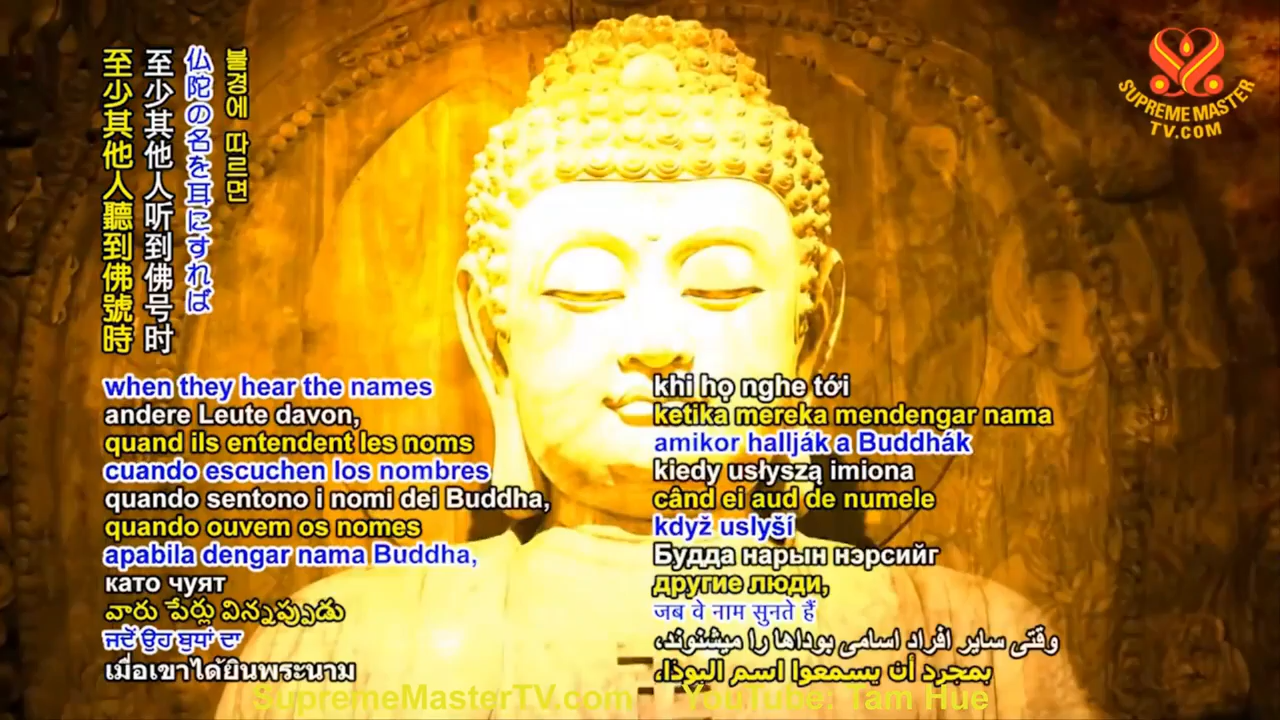 불경에 따르면
仏陀の名を耳にすれば
至少其他人听到佛号时
至少其他人聽到佛號時
SUPREME MASTER
TV.COM
when they hear the names
andere Leute davon,
quand ils entendent les noms
cuando escuchen los nombres
quando sentono i nomi dei Buddha,
quando ouvem os nomes
apabila dengar nama Buddha,
като чуят
వారు పేర్లు విన్నప్పుడు
ਜਦੋਂ ਉਹ ਬੁਧਾਂ ਦਾ
เมื่อเขาได้ยินพระนาม
khi họ nghe tới
ketika mereka mendengar nama
amikor hallják a Buddhák
kiedy usłyszą imiona
când ei aud de numele
když uslyší
Будда нарын нэрсийг
другие люди,
जब वे नाम सुनते हैं
وقتی سایر افراد اسامی بوداها را میشنوند،
بمجرد أن يسمعوا اسم البوذا،
SupremeMasterTV.com YouTube: Tam Hue